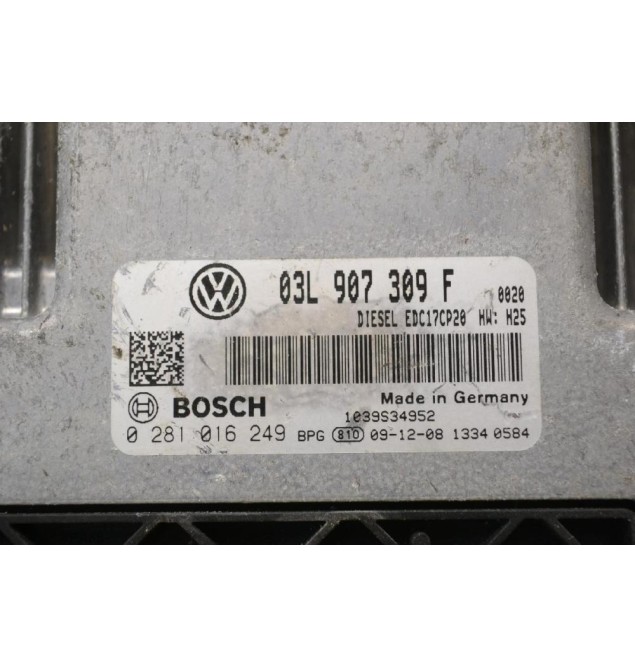 03L 907 309 F 0020
DIESEL EDC17CP20 HW: H25
BOSCH
Made in Germany
1039S34952
0 281 016 249 BPG 810 09-12-08 1334 0584